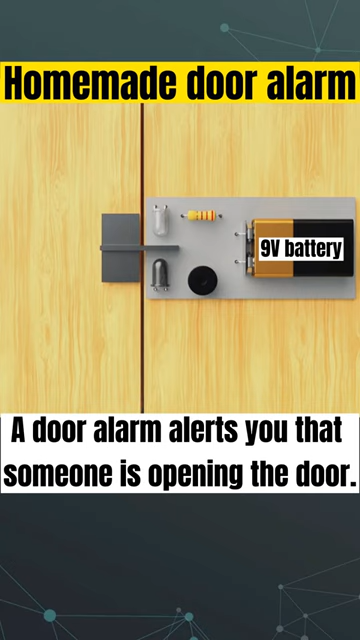 Homemade door alarm
9V battery
A door alarm alerts you that
someone is opening the door.